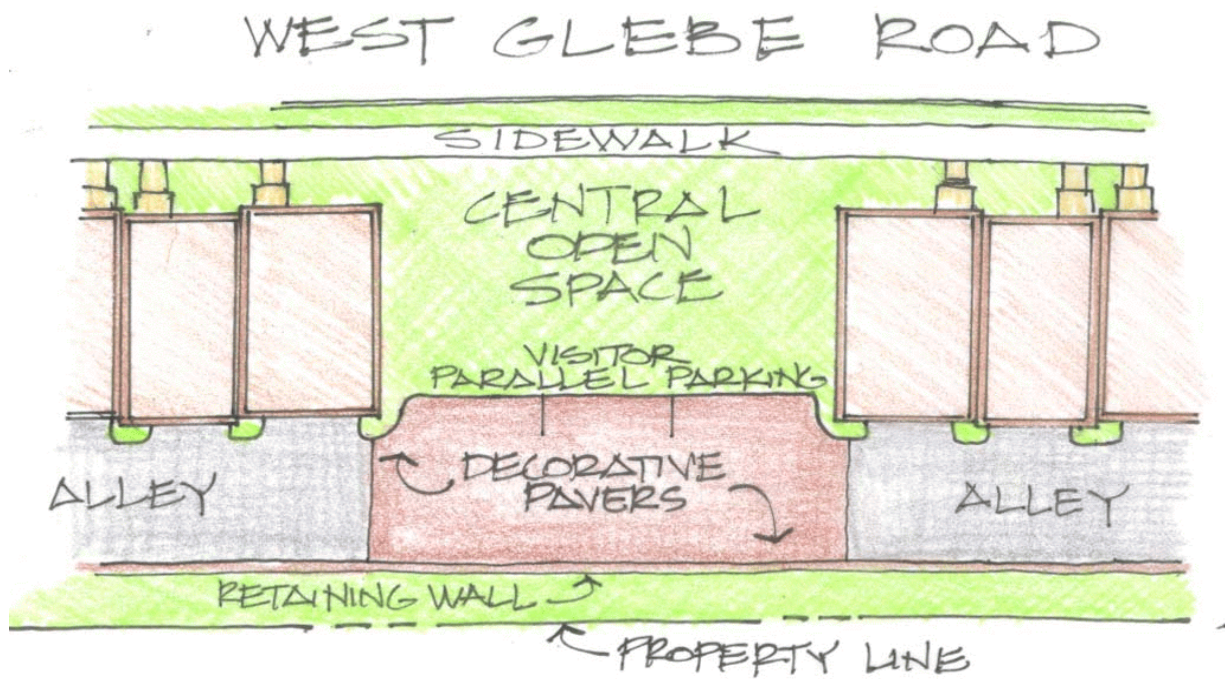 WEST GLEBE ROAD
SIDEWALK
CENTRAL
OPEN
SPACE
VISITOR
PARALLEL PARKING
DECORATIVE
PAVERS
ALLEY
ALLEY
RETAINING WALL
PROPERTY LINE